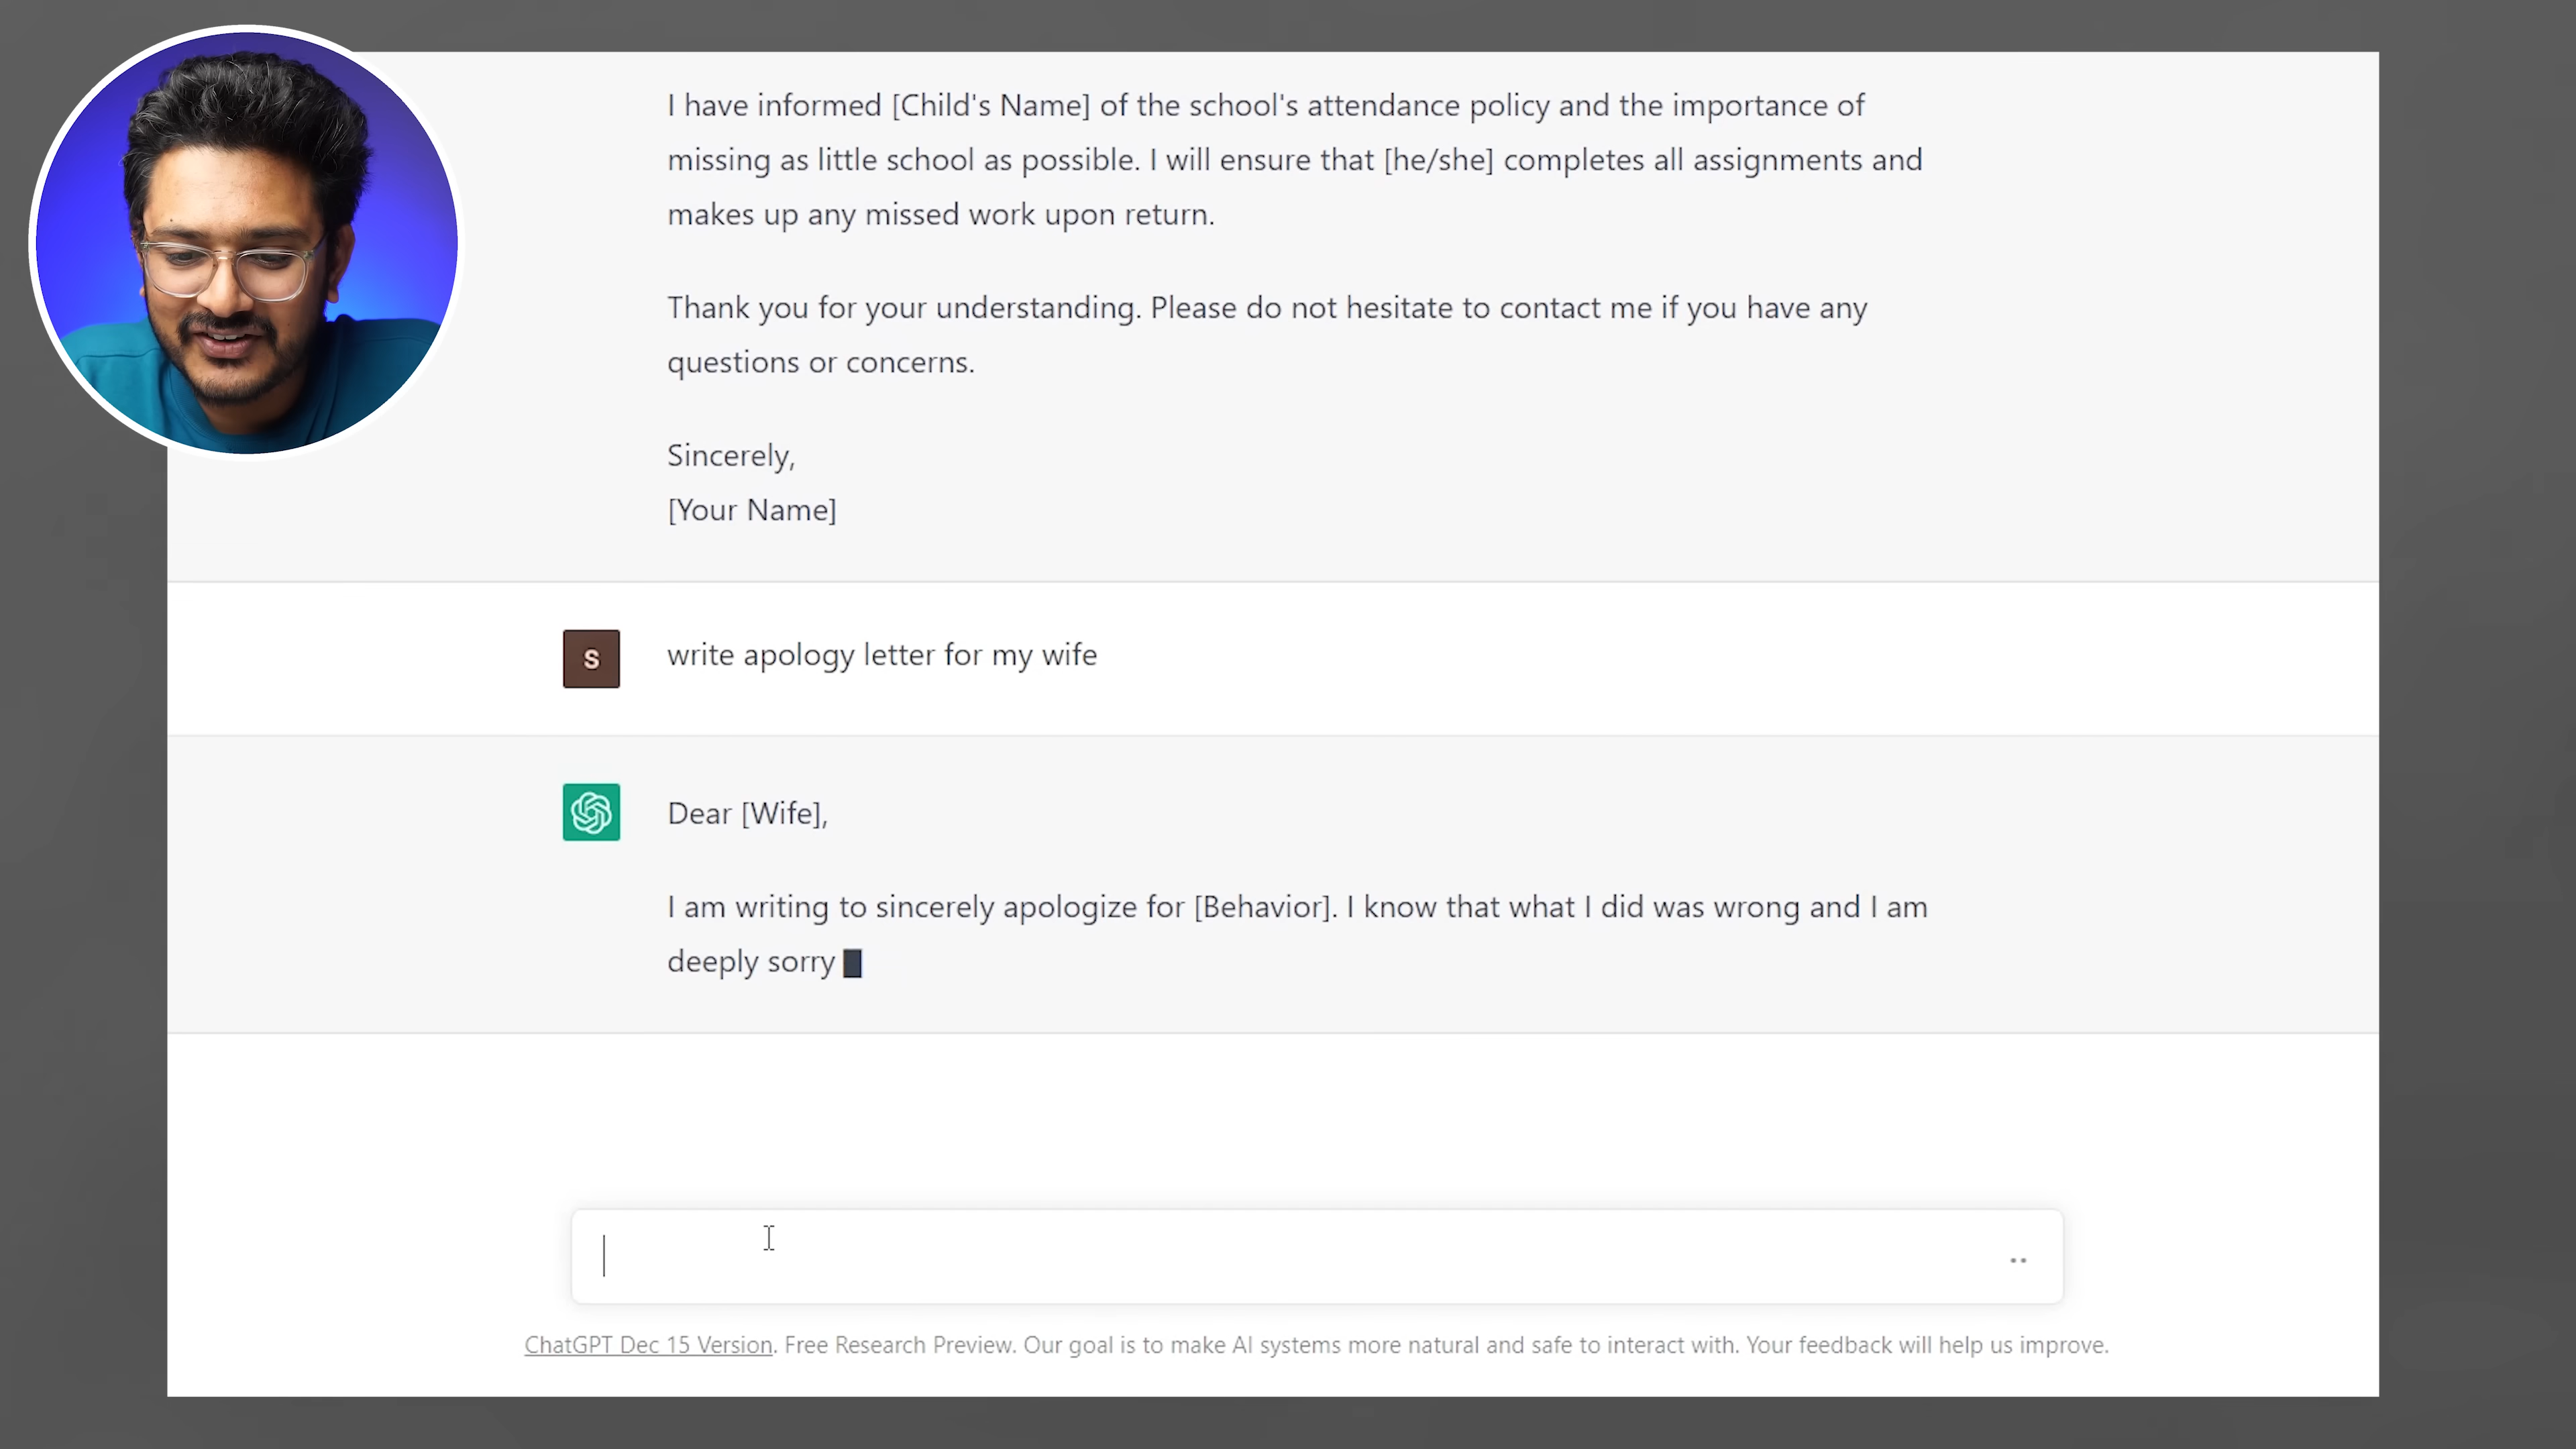 I have informed [Child's Name] of the school's attendance policy and the importance of
missing as little school as possible. I will ensure that [he/she] completes all assignments and
makes up any missed work upon return.
Thank you for your understanding. Please do not hesitate to contact me if you have any
questions or concerns.
Sincerely,
[Your Name]
S
write apology letter for my wife
Dear [Wife],
I am writing to sincerely apologize for [Behavior]. I know that what I did was wrong and I am
deeply sorry
ChatGPT Dec 15 Version. Free Research Preview. Our goal is to make AI systems more natural and safe to interact with. Your feedback will help us improve.